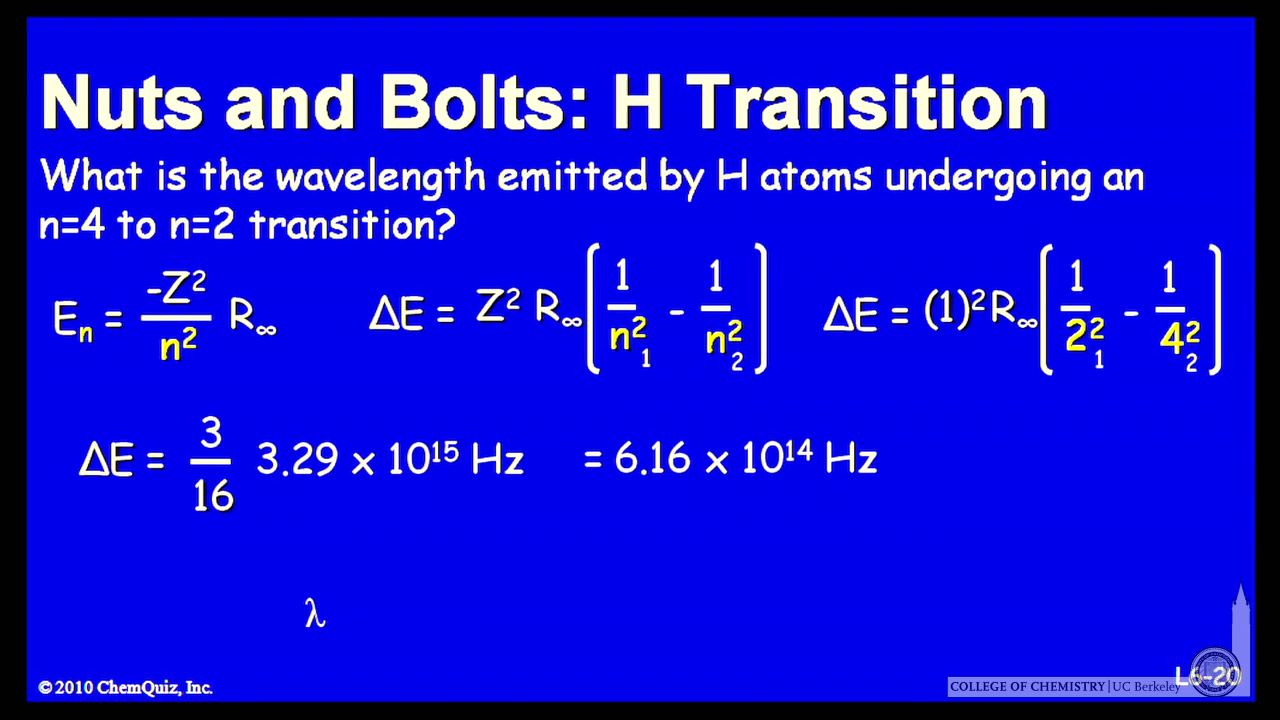 Nuts and Bolts: H Transition
What is the wavelength emitted by H atoms undergoing an
n=4 to n=2 transition?
Eₙ = -Z²/n² R∞   ΔE = Z² R∞ [1/n²₁ - 1/n²₂]   ΔE = (1)² R∞ [1/2²₁ - 1/4²₂]
ΔE = 3/16 3.29 x 10¹⁵ Hz = 6.16 x 10¹⁴ Hz
λ
© 2010 ChemQuiz, Inc.
COLLEGE OF CHEMISTRY | UC Berkeley
L6-20